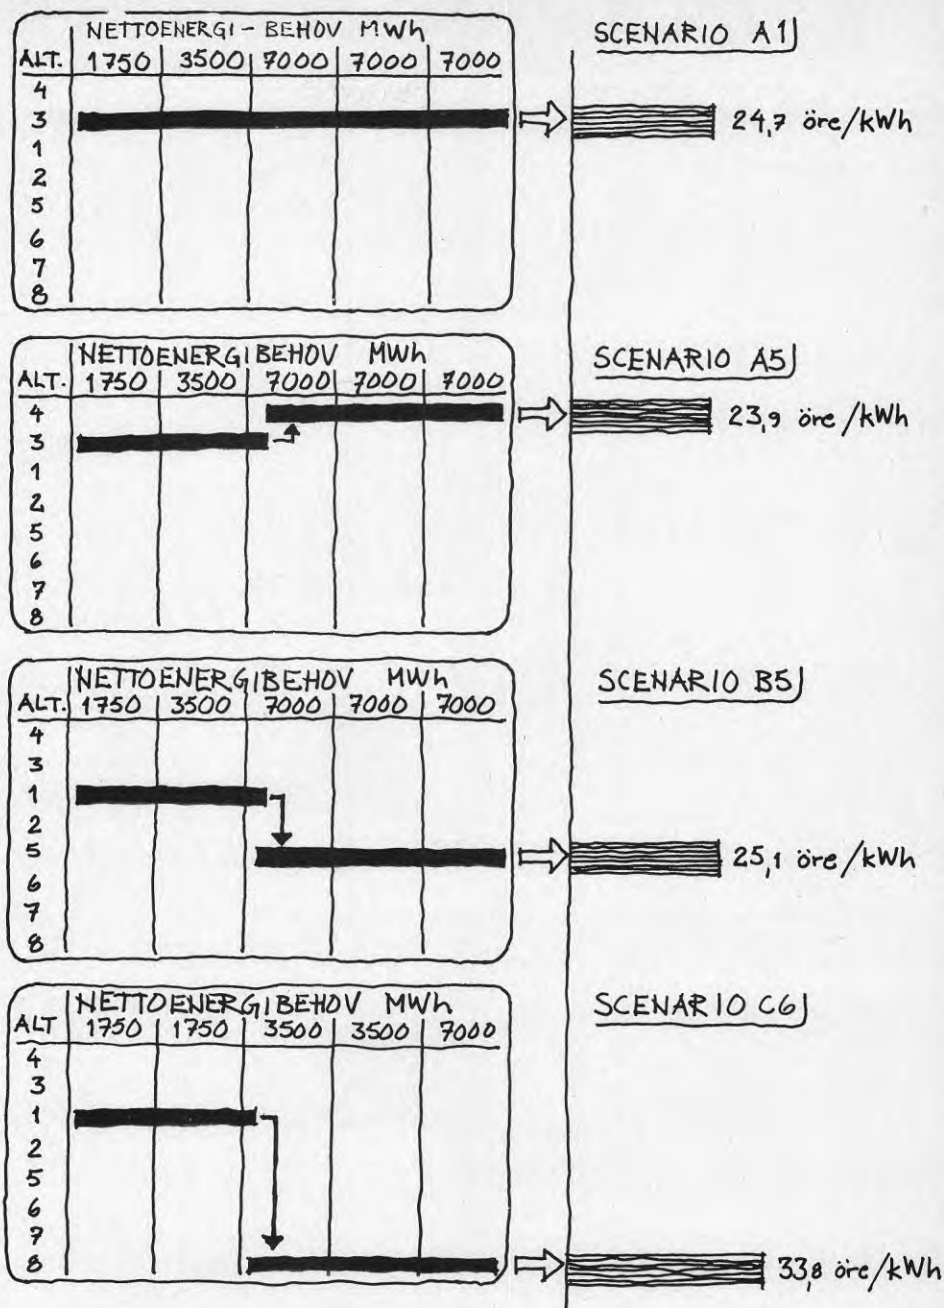 NETTOENERGI - BEHOV MWh
SCENARIO A1
ALT. 1750 3500 7000 7000 7000
4
3
24,7 öre/kWh
1
2
5
6
7
8
NETTOENERGIBEHOV MWh
SCENARIO A5
ALT. 1750 3500 7000 7000 7000
4
23,9 öre/kWh
3
1
2
5
6
7
8
NETTOENERGIBEHOV MWh
SCENARIO B5
ALT. 1750 3500 7000 7000 7000
4
3
1
2
5
25,1 öre/kWh
6
7
8
NETTOENERGIBEHOV MWh
SCENARIO C6
ALT 1750 1750 3500 3500 7000
4
3
1
2
5
6
7
8
33,8 öre/kWh